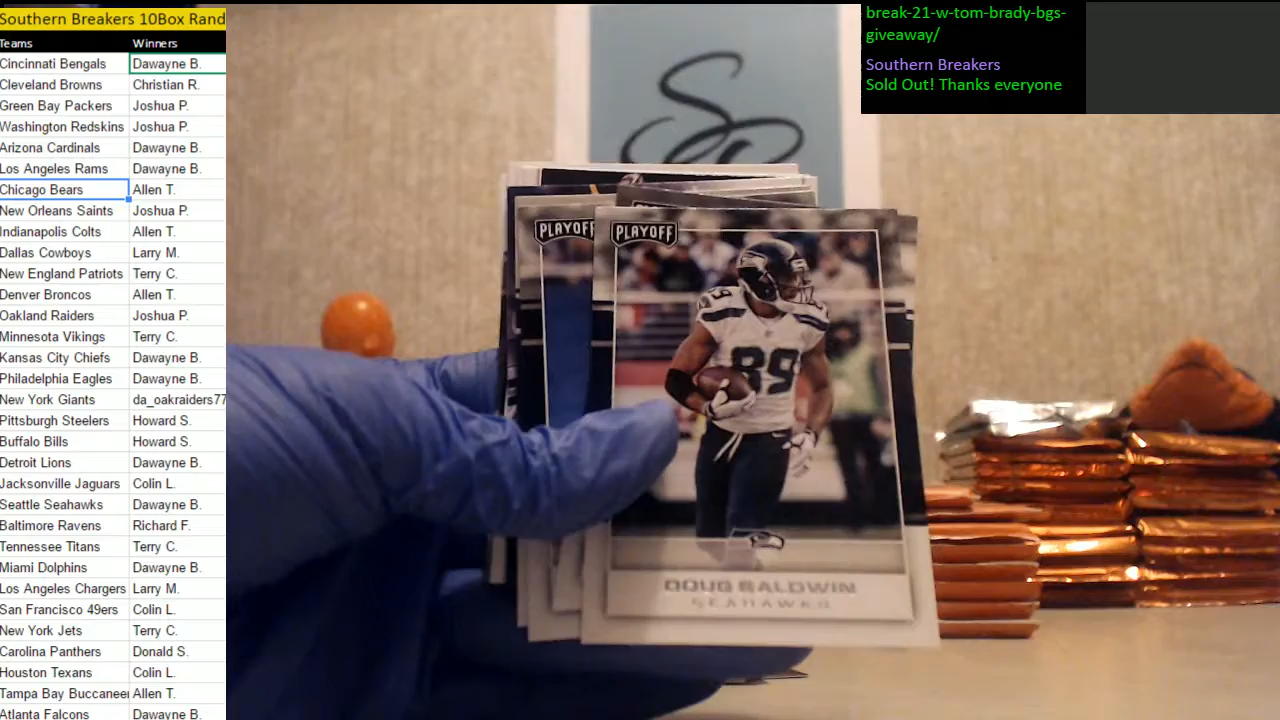 Southern Breakers 10Box Rand
Teams Winners
Cincinnati Bengals Dawayne B.
Cleveland Browns Christian R.
Green Bay Packers Joshua P.
Washington Redskins Joshua P.
Arizona Cardinals Dawayne B.
Los Angeles Rams Dawayne B.
Chicago Bears Allen T.
New Orleans Saints Joshua P.
Indianapolis Colts Allen T.
Dallas Cowboys Larry M.
New England Patriots Terry C.
Denver Broncos Allen T.
Oakland Raiders Joshua P.
Minnesota Vikings Terry C.
Kansas City Chiefs Dawayne B.
Philadelphia Eagles Dawayne B.
New York Giants da_oakraiders77
Pittsburgh Steelers Howard S.
Buffalo Bills Howard S.
Detroit Lions Dawayne B.
Jacksonville Jaguars Colin L.
Seattle Seahawks Dawayne B.
Baltimore Ravens Richard F.
Tennessee Titans Terry C.
Miami Dolphins Dawayne B.
Los Angeles Chargers Larry M.
San Francisco 49ers Colin L.
New York Jets Terry C.
Carolina Panthers Donald S.
Houston Texans Colin L.
Tampa Bay Buccanee Allen T.
Atlanta Falcons Dawayne B.
break-21-w-tom-brady-bgs-
giveaway/
Southern Breakers
Sold Out! Thanks everyone
SB
PLAYOFF
PLAYOFF
89
89
DOUG BALDWIN
SEAHAWKS